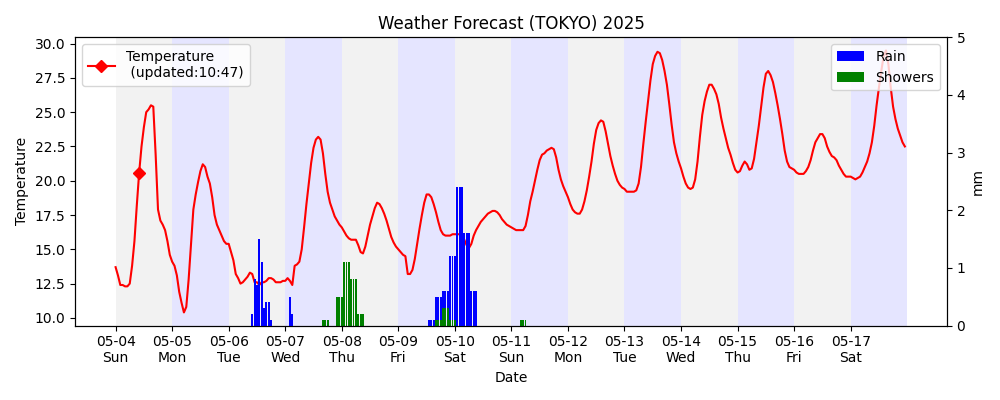 Weather Forecast (TOKYO) 2025
Temperature
(updated:10:47)
Rain
Showers
Temperature
30.0
27.5
25.0
22.5
20.0
17.5
15.0
12.5
10.0
5
4
3
2
1
0
mm
05-04 05-05 05-06 05-07 05-08 05-09 05-10 05-11 05-12 05-13 05-14 05-15 05-16 05-17
Sun Mon Tue Wed Thu Fri Sat Sun Mon Tue Wed Thu Fri Sat
Date